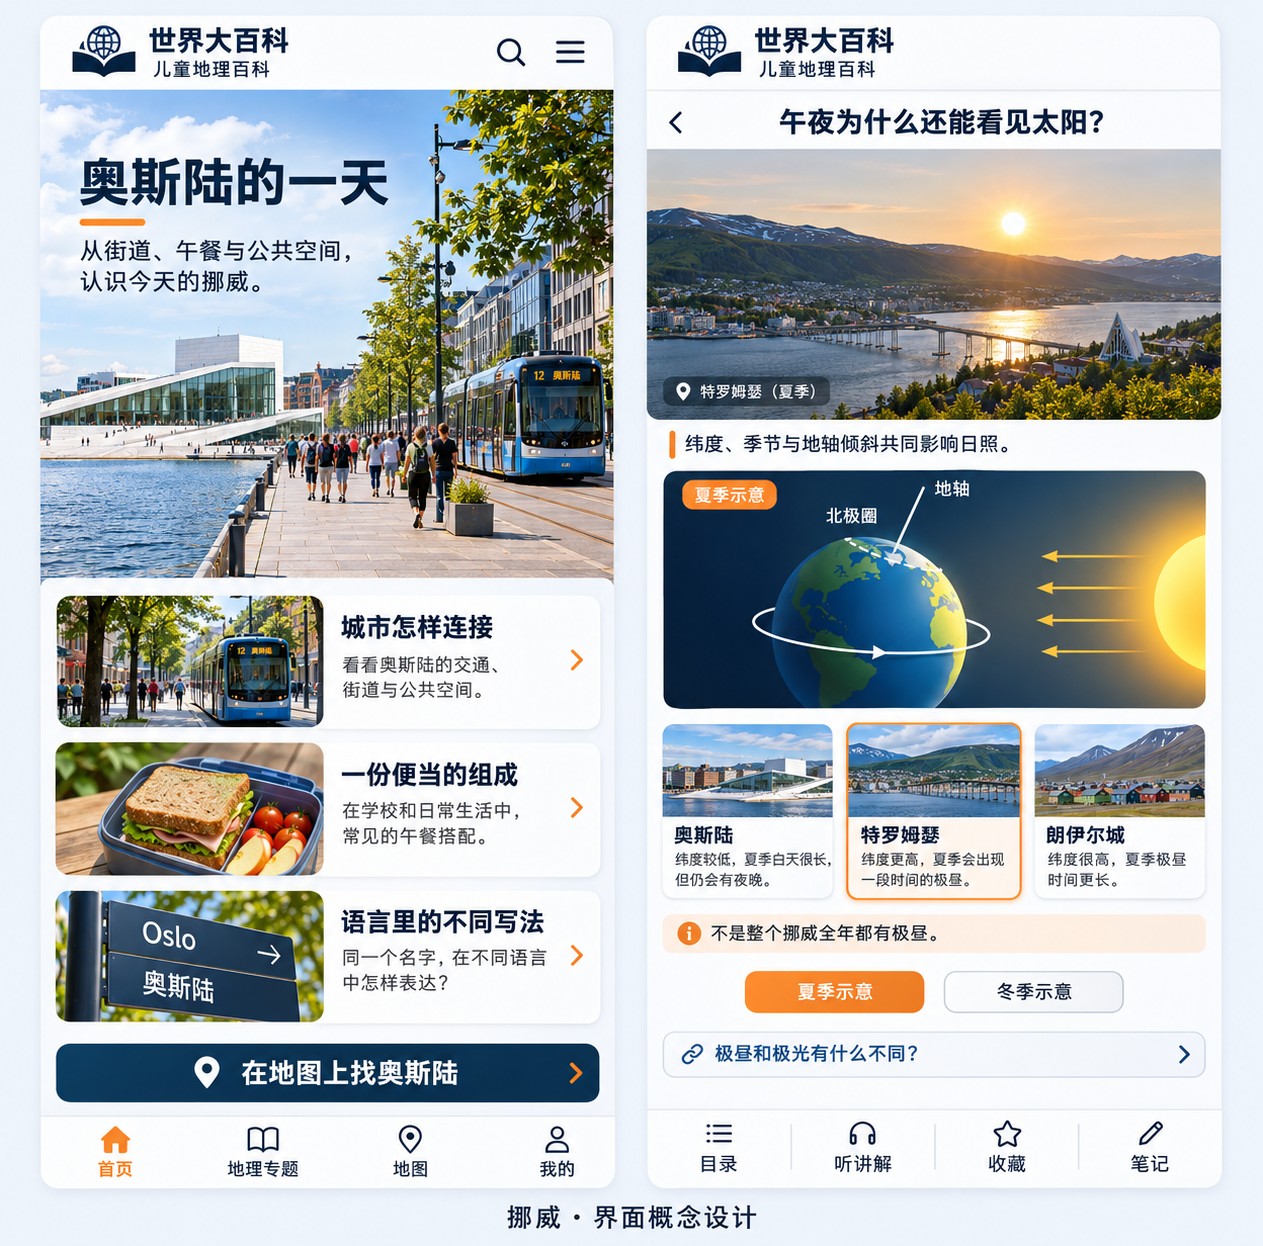 世界大百科
儿童地理百科
奥斯陆的一天
从街道、午餐与公共空间，
认识今天的挪威。
12 奥斯陆
城市怎样连接
看看奥斯陆的交通、
街道与公共空间。
一份便当的组成
在学校和日常生活中，
常见的午餐搭配。
Oslo
奥斯陆
语言里的不同写法
同一个名字，在不同语言
中怎样表达？
在地图上找奥斯陆
首页
地理专题
地图
我的
世界大百科
儿童地理百科
午夜为什么还能看见太阳？
特罗姆瑟（夏季）
纬度、季节与地轴倾斜共同影响日照。
夏季示意
地轴
北极圈
奥斯陆
纬度较低，夏季白天很长，
但仍会有夜晚。
特罗姆瑟
纬度更高，夏季会出现
一段时间的极昼。
朗伊尔城
纬度很高，夏季极昼
时间更长。
不是整个挪威全年都有极昼。
夏季示意
冬季示意
极昼和极光有什么不同？
目录
听讲解
收藏
笔记
挪威·界面概念设计